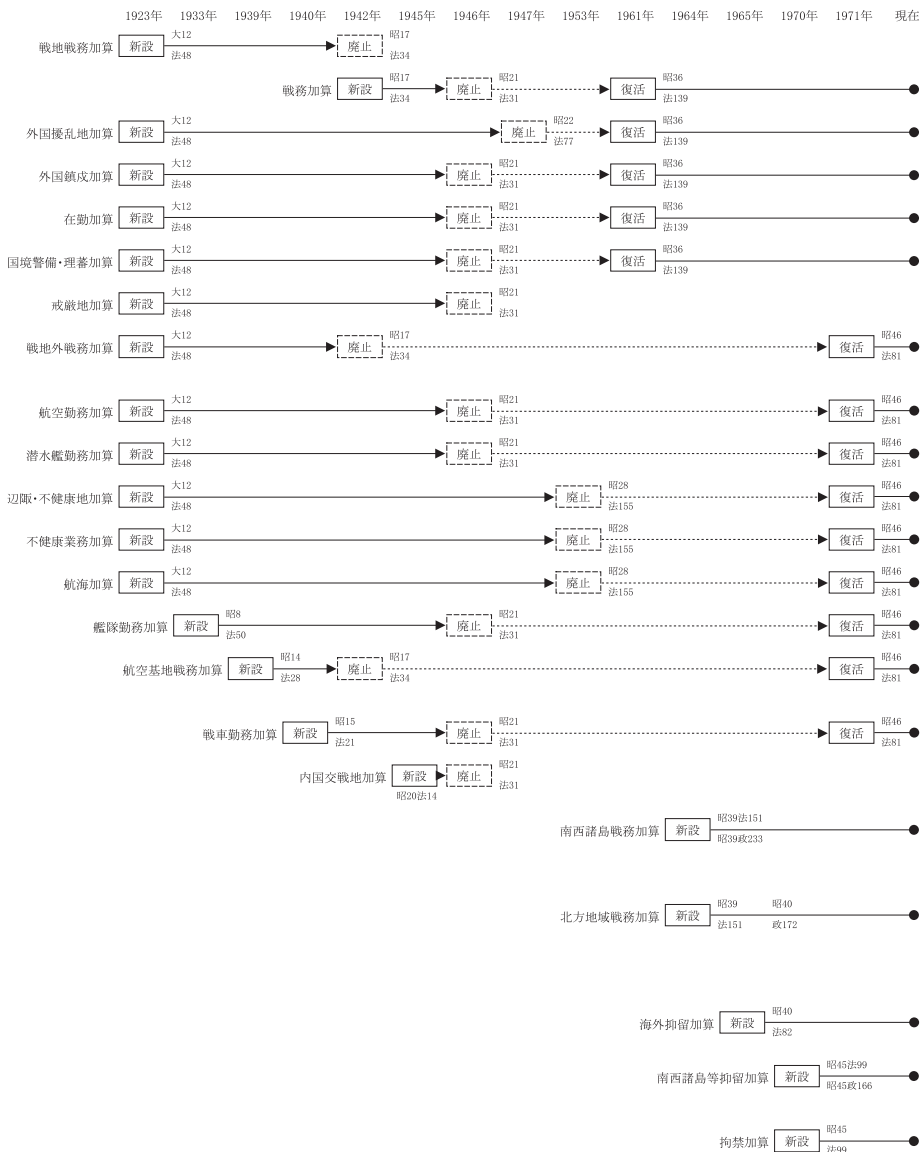 1923年 1933年 1939年 1940年 1942年 1945年 1946年 1947年 1953年 1961年 1964年 1965年 1970年 1971年 現在
戦地戦務加算 新設 大12 法48 廃止 昭17 法34
戦務加算 新設 昭17 法34 廃止 昭21 法31 復活 昭36 法139
外国擾乱地加算 新設 大12 法48 廃止 昭22 法77 復活 昭36 法139
外国鎮戍加算 新設 大12 法48 廃止 昭21 法31 復活 昭36 法139
在勤加算 新設 大12 法48 廃止 昭21 法31 復活 昭36 法139
国境警備・理蕃加算 新設 大12 法48 廃止 昭21 法31 復活 昭36 法139
戒厳地加算 新設 大12 法48 廃止 昭21 法31
戦地外戦務加算 新設 大12 法48 廃止 昭17 法34 復活 昭46 法81
航空勤務加算 新設 大12 法48 廃止 昭21 法31 復活 昭46 法81
潜水艦勤務加算 新設 大12 法48 廃止 昭21 法31 復活 昭46 法81
辺陬・不健康地加算 新設 大12 法48 廃止 昭28 法155 復活 昭46 法81
不健康業務加算 新設 大12 法48 廃止 昭28 法155 復活 昭46 法81
航海加算 新設 大12 法48 廃止 昭28 法155 復活 昭46 法81
艦隊勤務加算 新設 昭8 法50 廃止 昭21 法31 復活 昭46 法81
航空基地戦務加算 新設 昭14 法28 廃止 昭17 法34 復活 昭46 法81
戦車勤務加算 新設 昭15 法21 廃止 昭21 法31 復活 昭46 法81
内国交戦地加算 新設 昭20法14 廃止 昭21 法31
南西諸島戦務加算 新設 昭39法151 昭39政233
北方地域戦務加算 新設 昭39 法151 昭40 政172
海外抑留加算 新設 昭40 法82
南西諸島等抑留加算 新設 昭45法99 昭45政166
拘禁加算 新設 昭45 法99